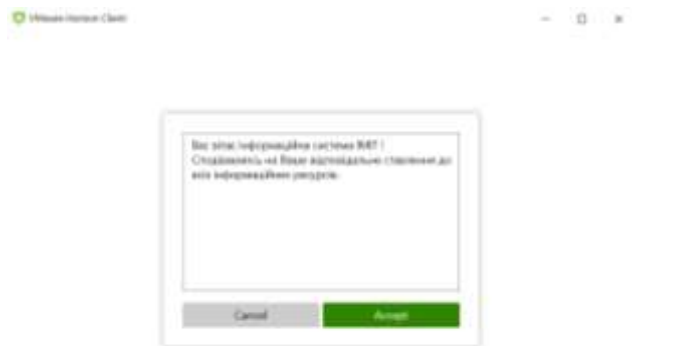 VMware Horizon Client
Вас вітає інформаційна система
Сподіваємось на Ваше відповідальне ставлення до
всіх інформаційних ресурсів.
Cancel Accept